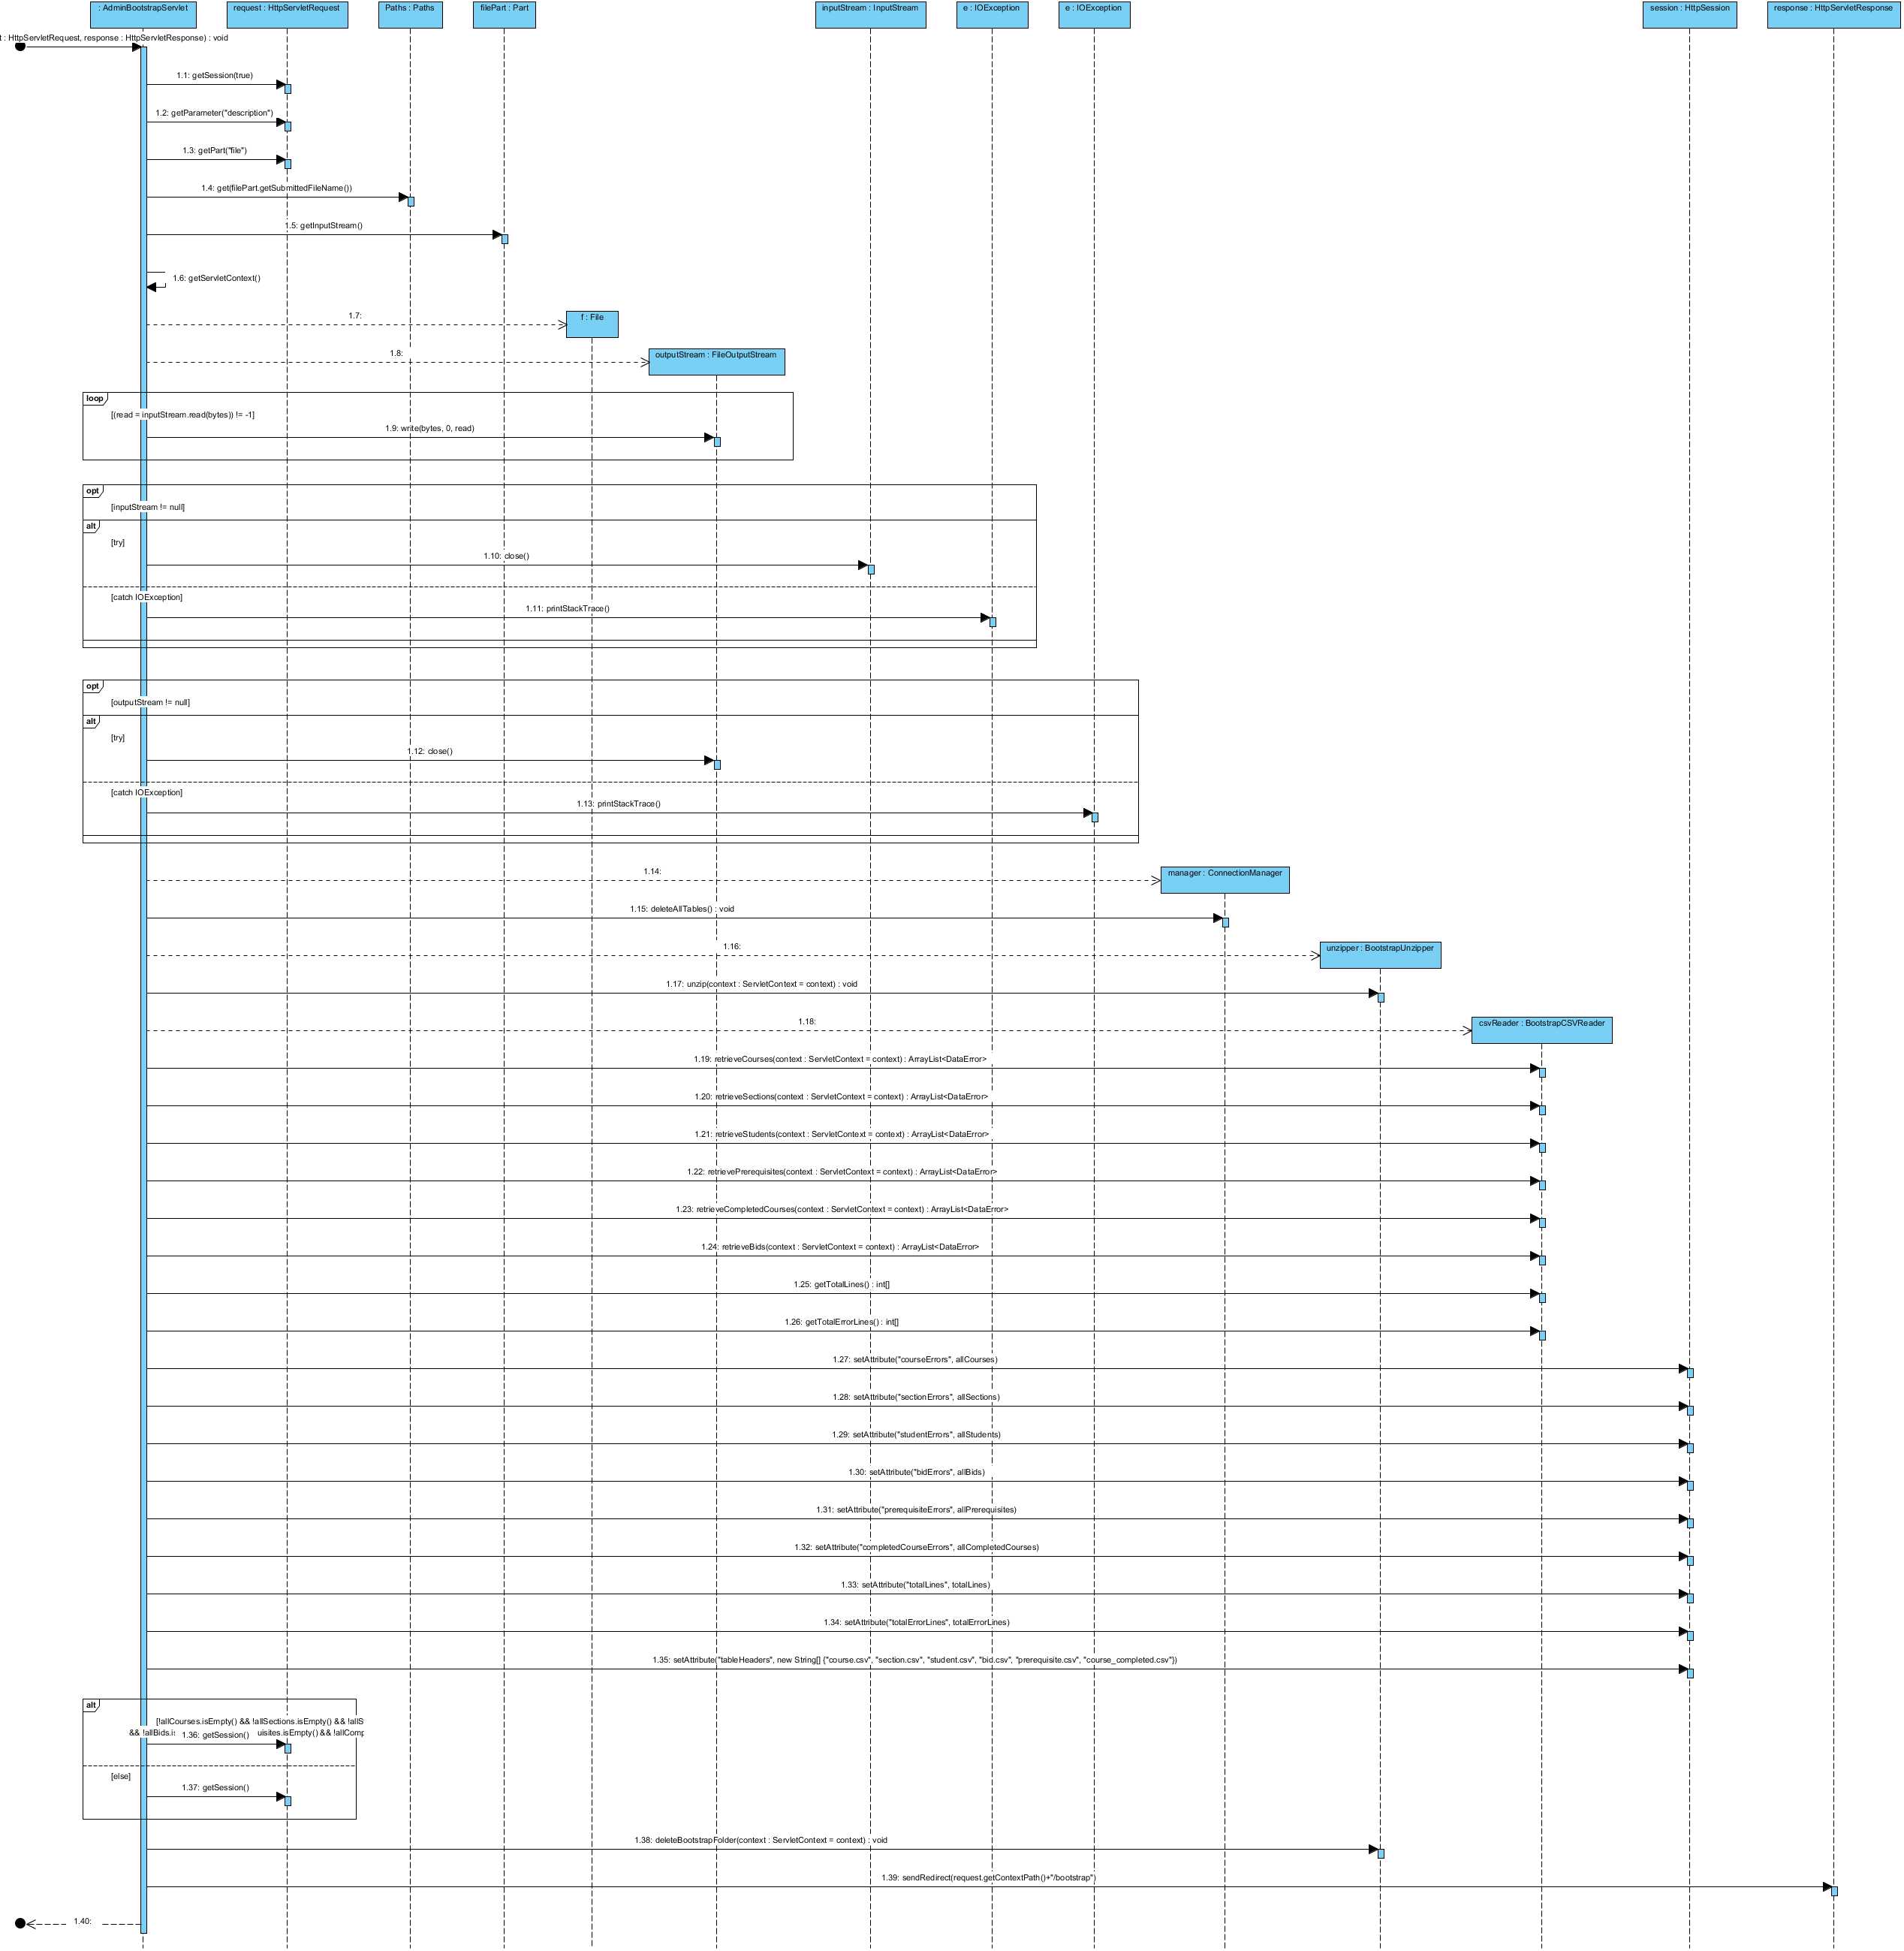 : AdminBootstrapServlet
request : HttpServletRequest
Paths : Paths
filePart : Part
inputStream : InputStream
e : IOException
e : IOException
session : HttpSession
response : HttpServletResponse
: HttpServletRequest, response : HttpServletResponse) : void
1.1: getSession(true)
1.2: getParameter("description")
1.3: getPart("file")
1.4: get(filePart.getSubmittedFileName())
1.5: getInputStream()
1.6: getServletContext()
1.7:
f : File
1.8:
outputStream : FileOutputStream
loop
[(read = inputStream.read(bytes)) != -1]
1.9: write(bytes, 0, read)
opt
[inputStream != null]
alt
[try]
1.10: close()
[catch IOException]
1.11: printStackTrace()
opt
[outputStream != null]
alt
[try]
1.12: close()
[catch IOException]
1.13: printStackTrace()
1.14:
manager : ConnectionManager
1.15: deleteAllTables() : void
1.16:
unzipper : BootstrapUnzipper
1.17: unzip(context : ServletContext = context) : void
1.18:
csvReader : BootstrapCSVReader
1.19: retrieveCourses(context : ServletContext = context) : ArrayList<DataError>
1.20: retrieveSections(context : ServletContext = context) : ArrayList<DataError>
1.21: retrieveStudents(context : ServletContext = context) : ArrayList<DataError>
1.22: retrievePrerequisites(context : ServletContext = context) : ArrayList<DataError>
1.23: retrieveCompletedCourses(context : ServletContext = context) : ArrayList<DataError>
1.24: retrieveBids(context : ServletContext = context) : ArrayList<DataError>
1.25: getTotalLines() : int[]
1.26: getTotalErrorLines() : int[]
1.27: setAttribute("courseErrors", allCourses)
1.28: setAttribute("sectionErrors", allSections)
1.29: setAttribute("studentErrors", allStudents)
1.30: setAttribute("bidErrors", allBids)
1.31: setAttribute("prerequisiteErrors", allPrerequisites)
1.32: setAttribute("completedCourseErrors", allCompletedCourses)
1.33: setAttribute("totalLines", totalLines)
1.34: setAttribute("totalErrorLines", totalErrorLines)
1.35: setAttribute("tableHeaders", new String[] {"course.csv", "section.csv", "student.csv", "bid.csv", "prerequisite.csv", "course_completed.csv"})
alt
[!allCourses.isEmpty() && !allSections.isEmpty() && !allS
&& !allBids.is uisites.isEmpty() && !allComp
1.36: getSession()
[else]
1.37: getSession()
1.38: deleteBootstrapFolder(context : ServletContext = context) : void
1.39: sendRedirect(request.getContextPath()+"/bootstrap")
1.40: